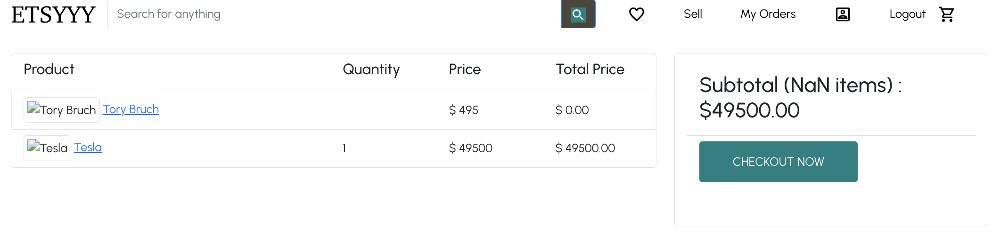 ETSYYY Search for anything Sell My Orders Logout
Product Quantity Price Total Price
Tory Bruch Tory Bruch $ 495 $ 0.00
Tesla Tesla 1 $ 49500 $ 49500.00
Subtotal (NaN items) :
$49500.00
CHECKOUT NOW